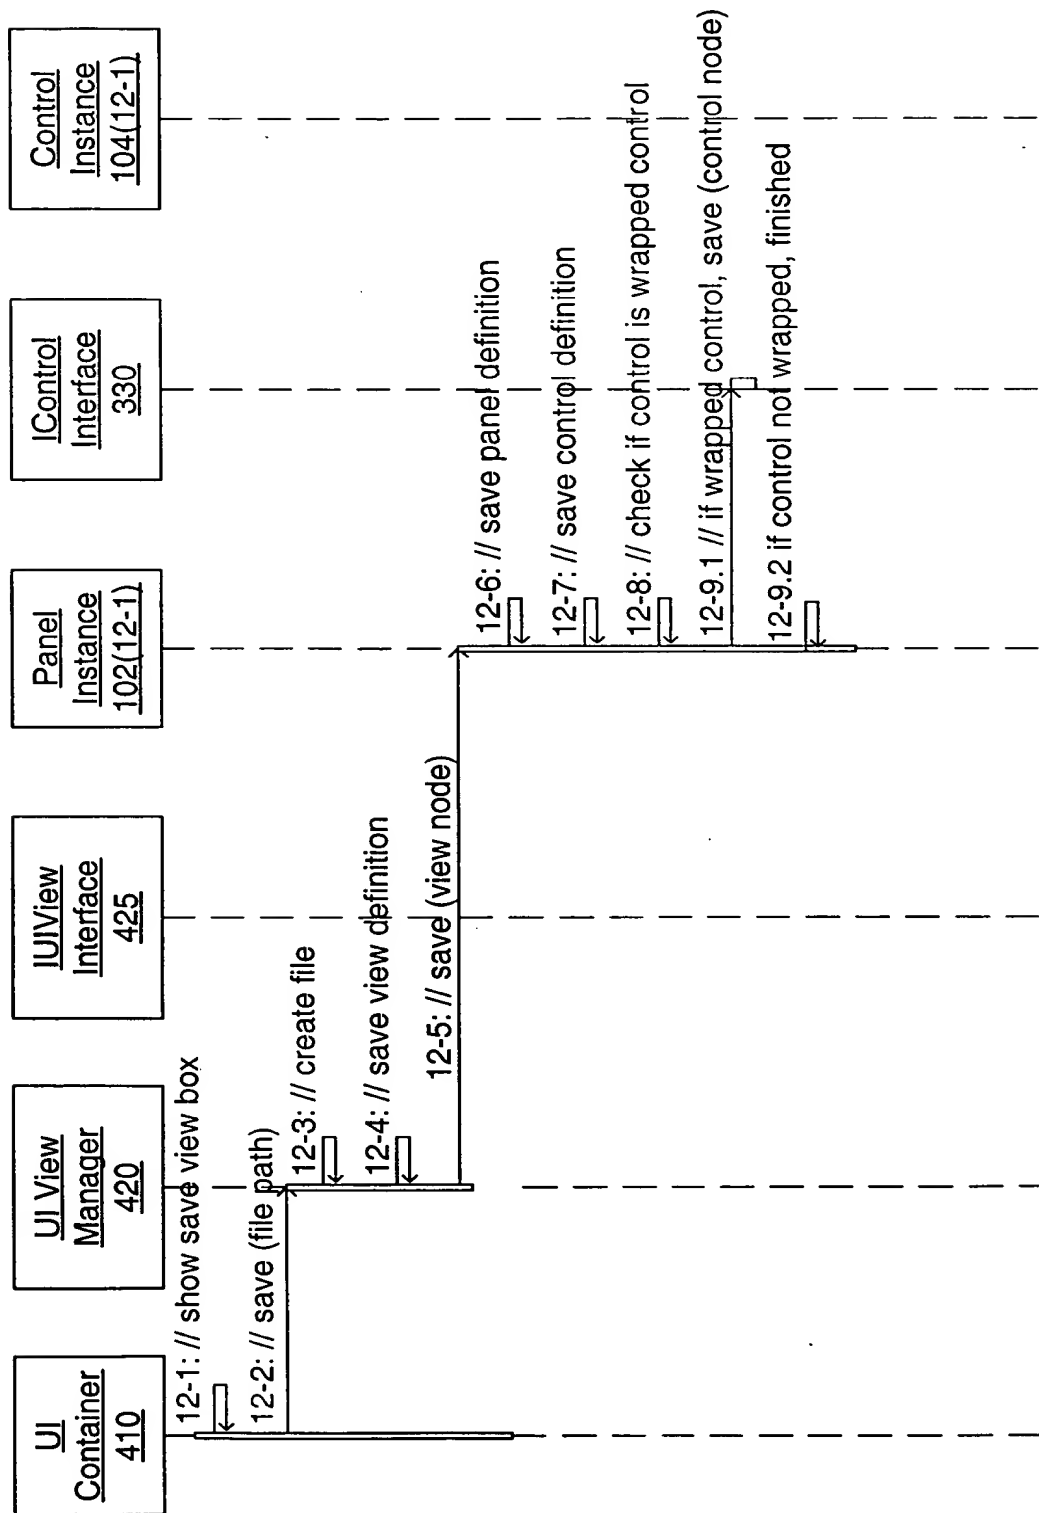 UI
Container
410
UI View
Manager
420
IUIView
Interface
425
Panel
Instance
102(12-1)
IControl
Interface
330
Control
Instance
104(12-1)
12-1: // show save view box
12-2: // save (file path)
12-3: // create file
12-4: // save view definition
12-5: // save (view node)
12-6: // save panel definition
12-7: // save control definition
12-8: // check if control is wrapped control
12-9.1 // if wrapped control, save (control node)
12-9.2 if control not wrapped, finished